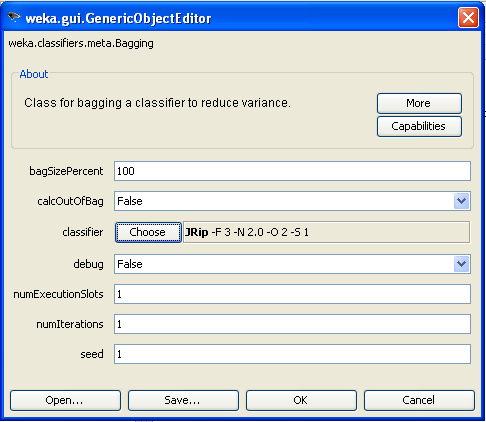 weka.gui.GenericObjectEditor
weka.classifiers.meta.Bagging
About
Class for bagging a classifier to reduce variance.
More
Capabilities
bagSizePercent 100
calcOutOfBag False
classifier Choose JRip -F 3 -N 2.0 -O 2 -S 1
debug False
numExecutionSlots 1
numIterations 1
seed 1
Open... Save... OK Cancel